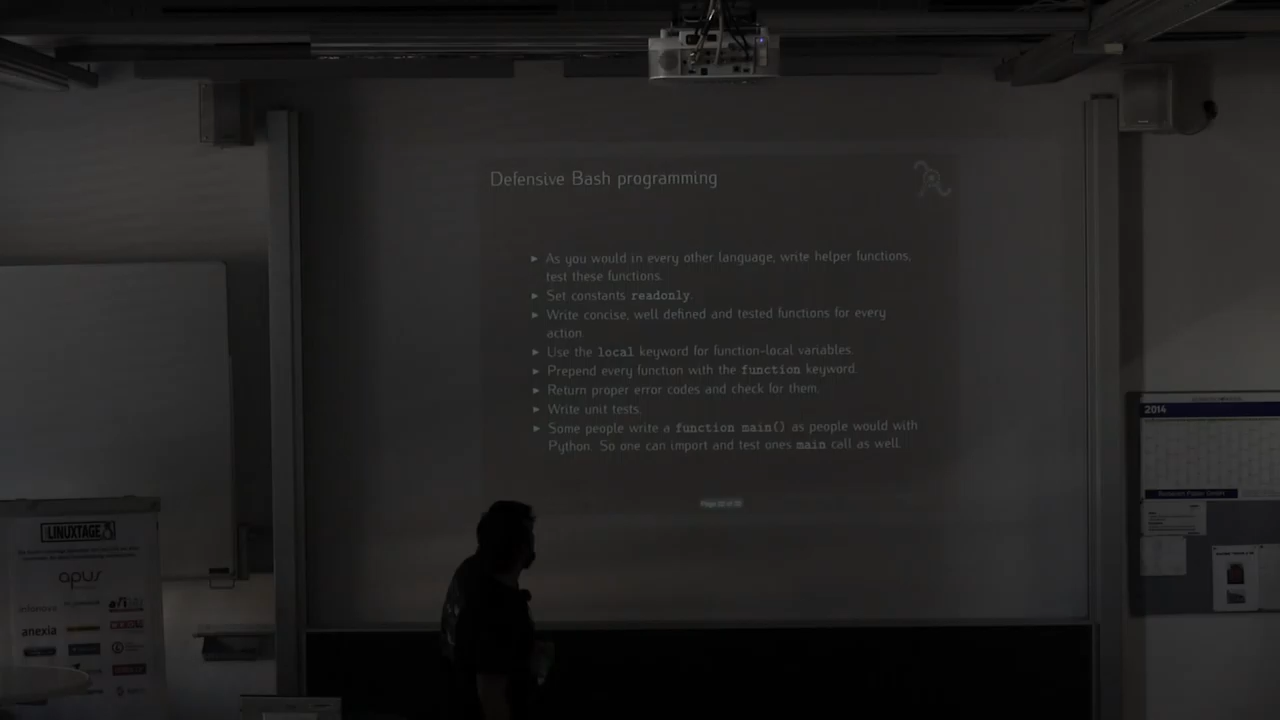 Defensive Bash programming
► As you would in every other language, write helper functions,
test these functions.
► Set constants readonly.
► Write concise, well defined and tested functions for every
action.
► Use the local keyword for function-local variables.
► Prepend every function with the function keyword.
► Return proper error codes and check for them.
► Write unit tests.
► Some people write a function main() as people would with
Python. So one can import and test ones main call as well.
2014
LINUXTAGE
apus
anexia